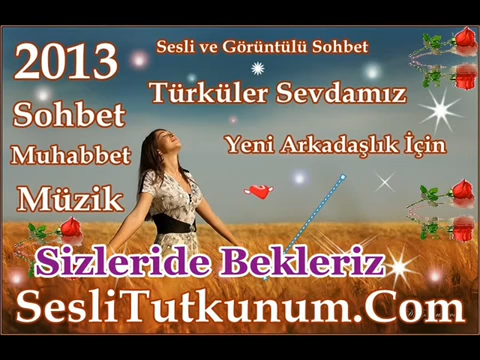 2013
Sesli ve Görüntülü Sohbet
Türküler Sevdamız
Sohbet
Yeni Arkadaşlık İçin
Muhabbet
Müzik
Sizleride Bekleriz
SesliTutkunum.Com